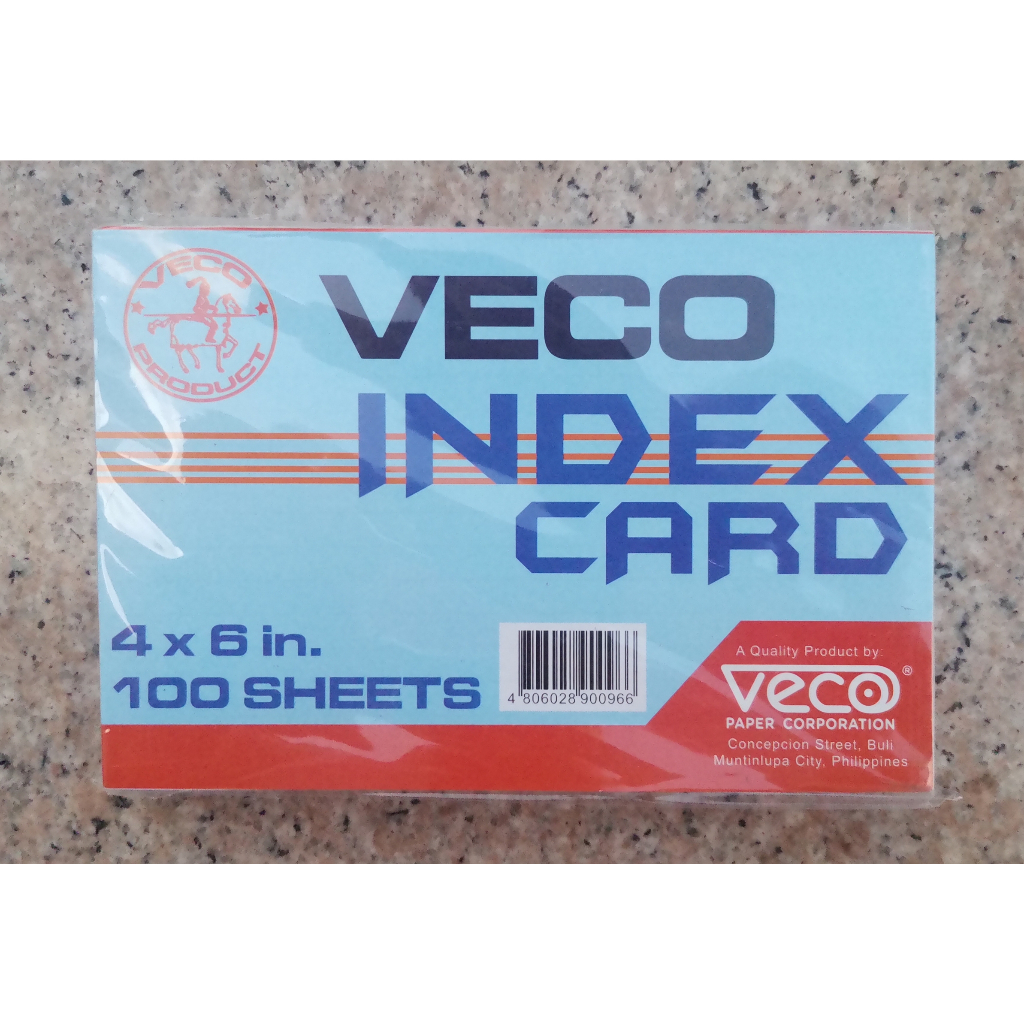 VECO
PRODUCT
VECO
INDEX
CARD
4 x 6 in.
100 SHEETS
4 806028 900966
A Quality Product by:
veco®
PAPER CORPORATION
Concepcion Street, Buli
Muntinlupa City, Philippines